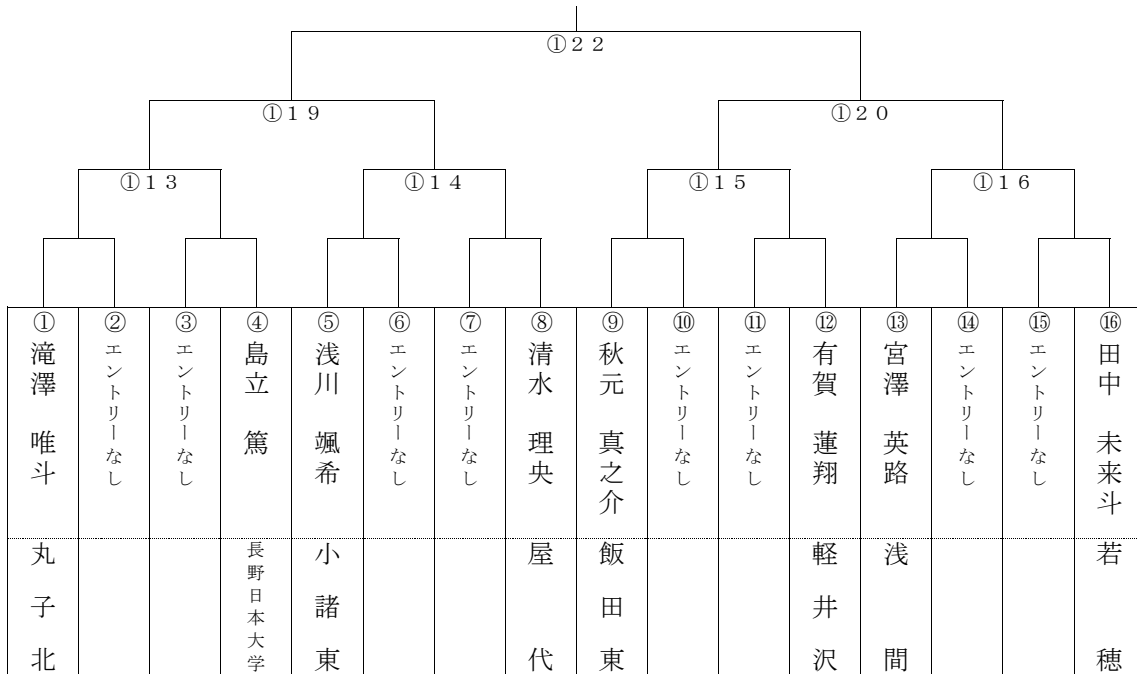 ①22
①19
①20
①13
①14
①15
①16
①
滝澤 唯斗
丸子北
②
エントリーなし
③
エントリーなし
④
島立 篤
長野日本大学
⑤
浅川 颯希
小諸東
⑥
エントリーなし
⑦
エントリーなし
⑧
清水 理央
屋代
⑨
秋元 真之介
飯田東
⑩
エントリーなし
⑪
エントリーなし
⑫
有賀 蓮翔
軽井沢
⑬
宮澤 英路
浅間
⑭
エントリーなし
⑮
エントリーなし
⑯
田中 未来斗
若穂